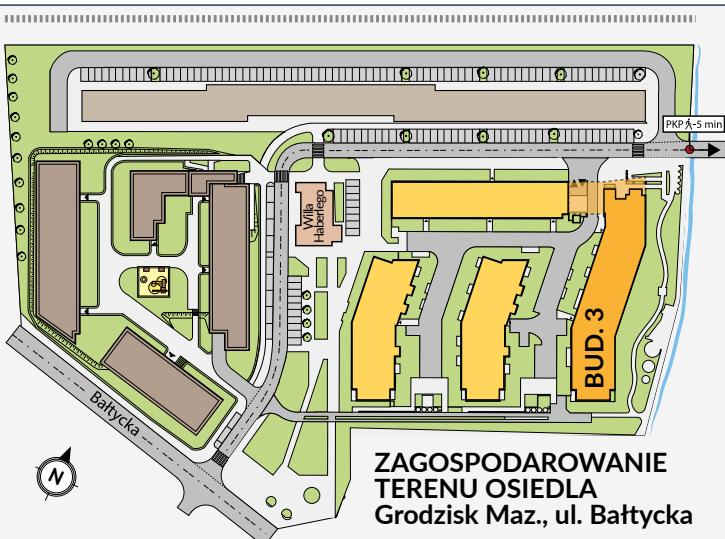 PKP -5 min
Willa
Haberlego
BUD. 3
Bałtycka
N
ZAGOSPODAROWANIE
TERENU OSIEDLA
Grodzisk Maz., ul. Bałtycka